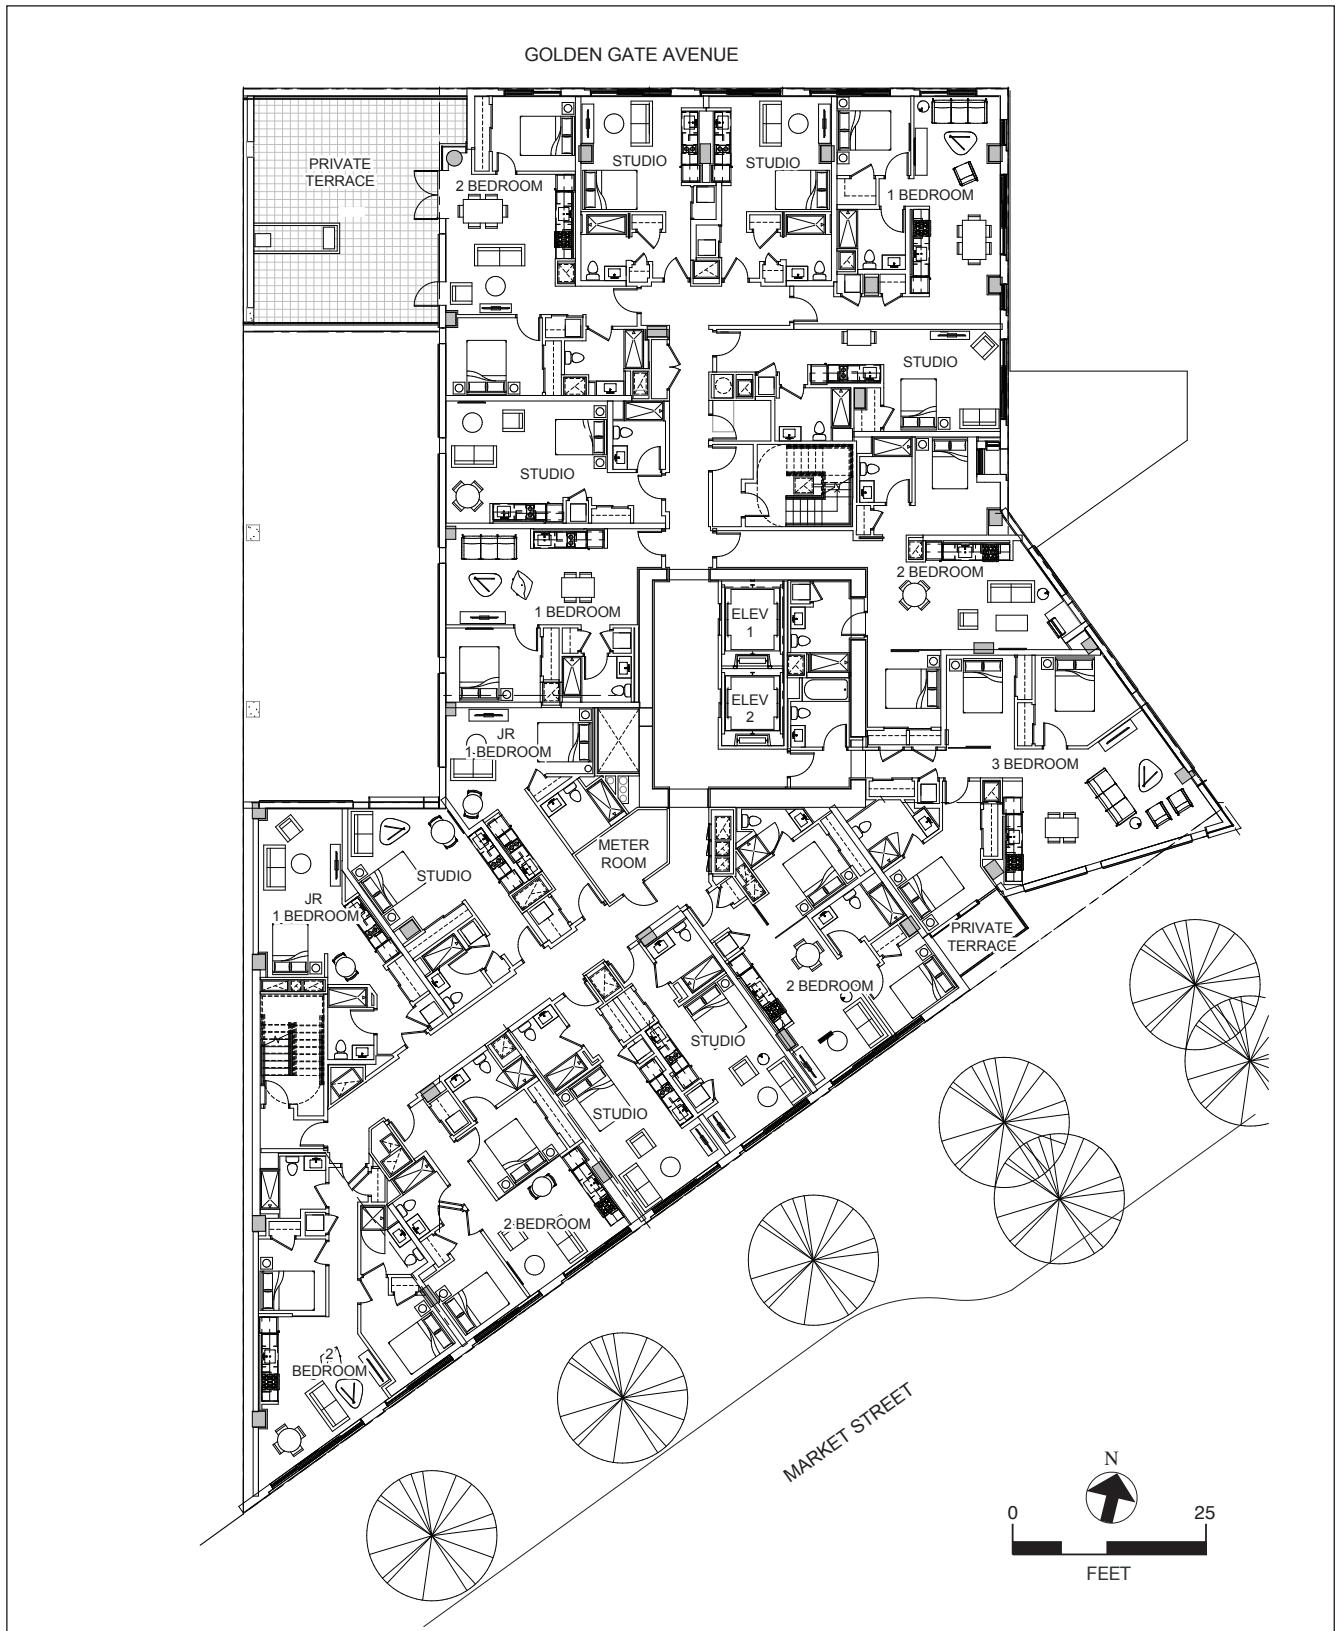 GOLDEN GATE AVENUE
PRIVATE
TERRACE
2 BEDROOM
STUDIO
STUDIO
1 BEDROOM
STUDIO
STUDIO
2 BEDROOM
1 BEDROOM
ELEV
1
ELEV
2
JR
1 BEDROOM
3 BEDROOM
METER
ROOM
STUDIO
JR
1 BEDROOM
PRIVATE
TERRACE
2 BEDROOM
STUDIO
STUDIO
2 BEDROOM
2
BEDROOM
MARKET STREET
N
0 25
FEET